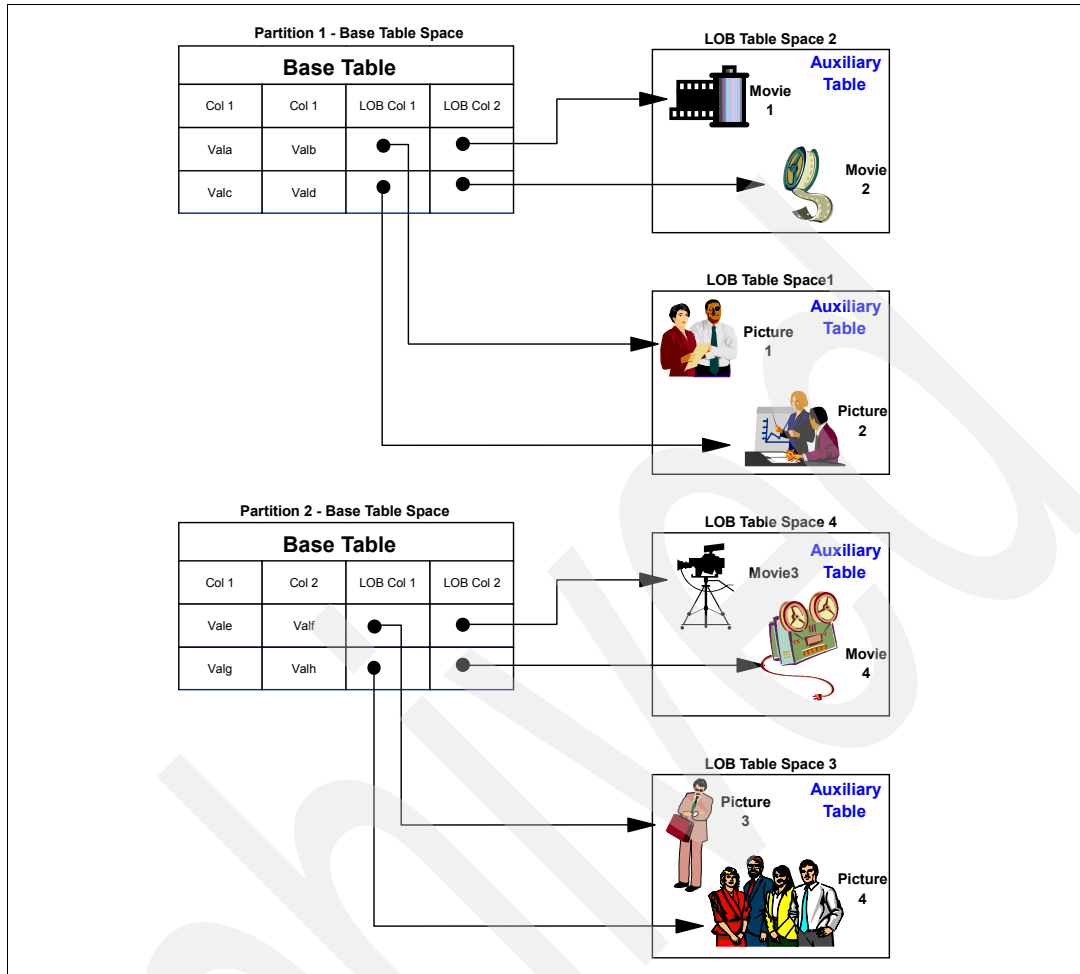 Partition 1 - Base Table Space
Base Table
Col 1 Col 1 LOB Col 1 LOB Col 2
Vala Valb
Valc Vald
LOB Table Space 2
Auxiliary
Table
Movie
1
Movie
2
LOB Table Space1
Auxiliary
Table
Picture
1
Picture
2
Partition 2 - Base Table Space
Base Table
Col 1 Col 2 LOB Col 1 LOB Col 2
Vale Valf
Valg Valh
LOB Table Space 4
Auxiliary
Table
Movie3
Movie
4
LOB Table Space 3
Auxiliary
Table
Picture
3
Picture
4